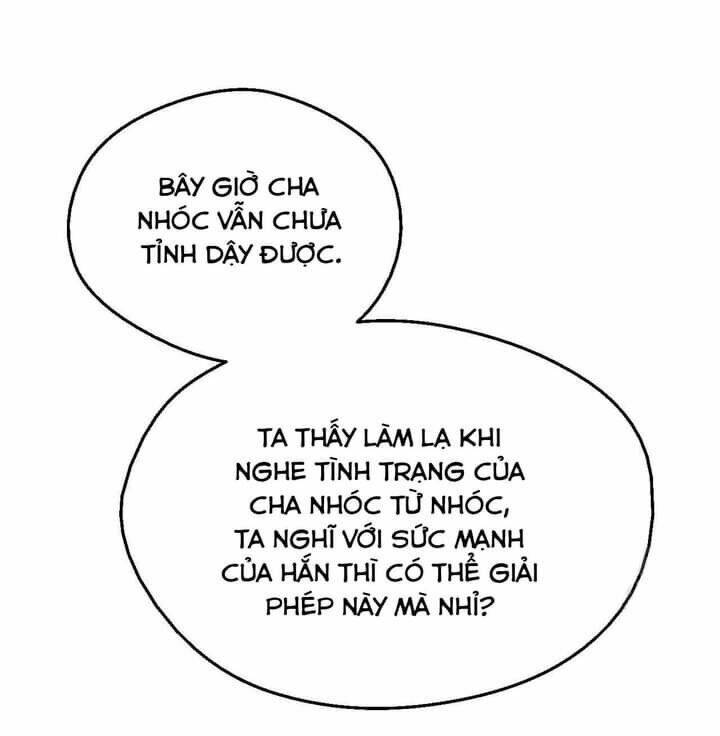 BÂY GIỜ CHA
NHÓC VẪN CHƯA
TỈNH DẬY ĐƯỢC.
TA THẤY LÀM LẠ KHI
NGHE TÌNH TRẠNG CỦA
CHA NHÓC TỪ NHÓC,
TA NGHĨ VỚI SỨC MẠNH
CỦA HẮN THÌ CÓ THỂ GIẢI
PHÉP NÀY MÀ NHỈ?